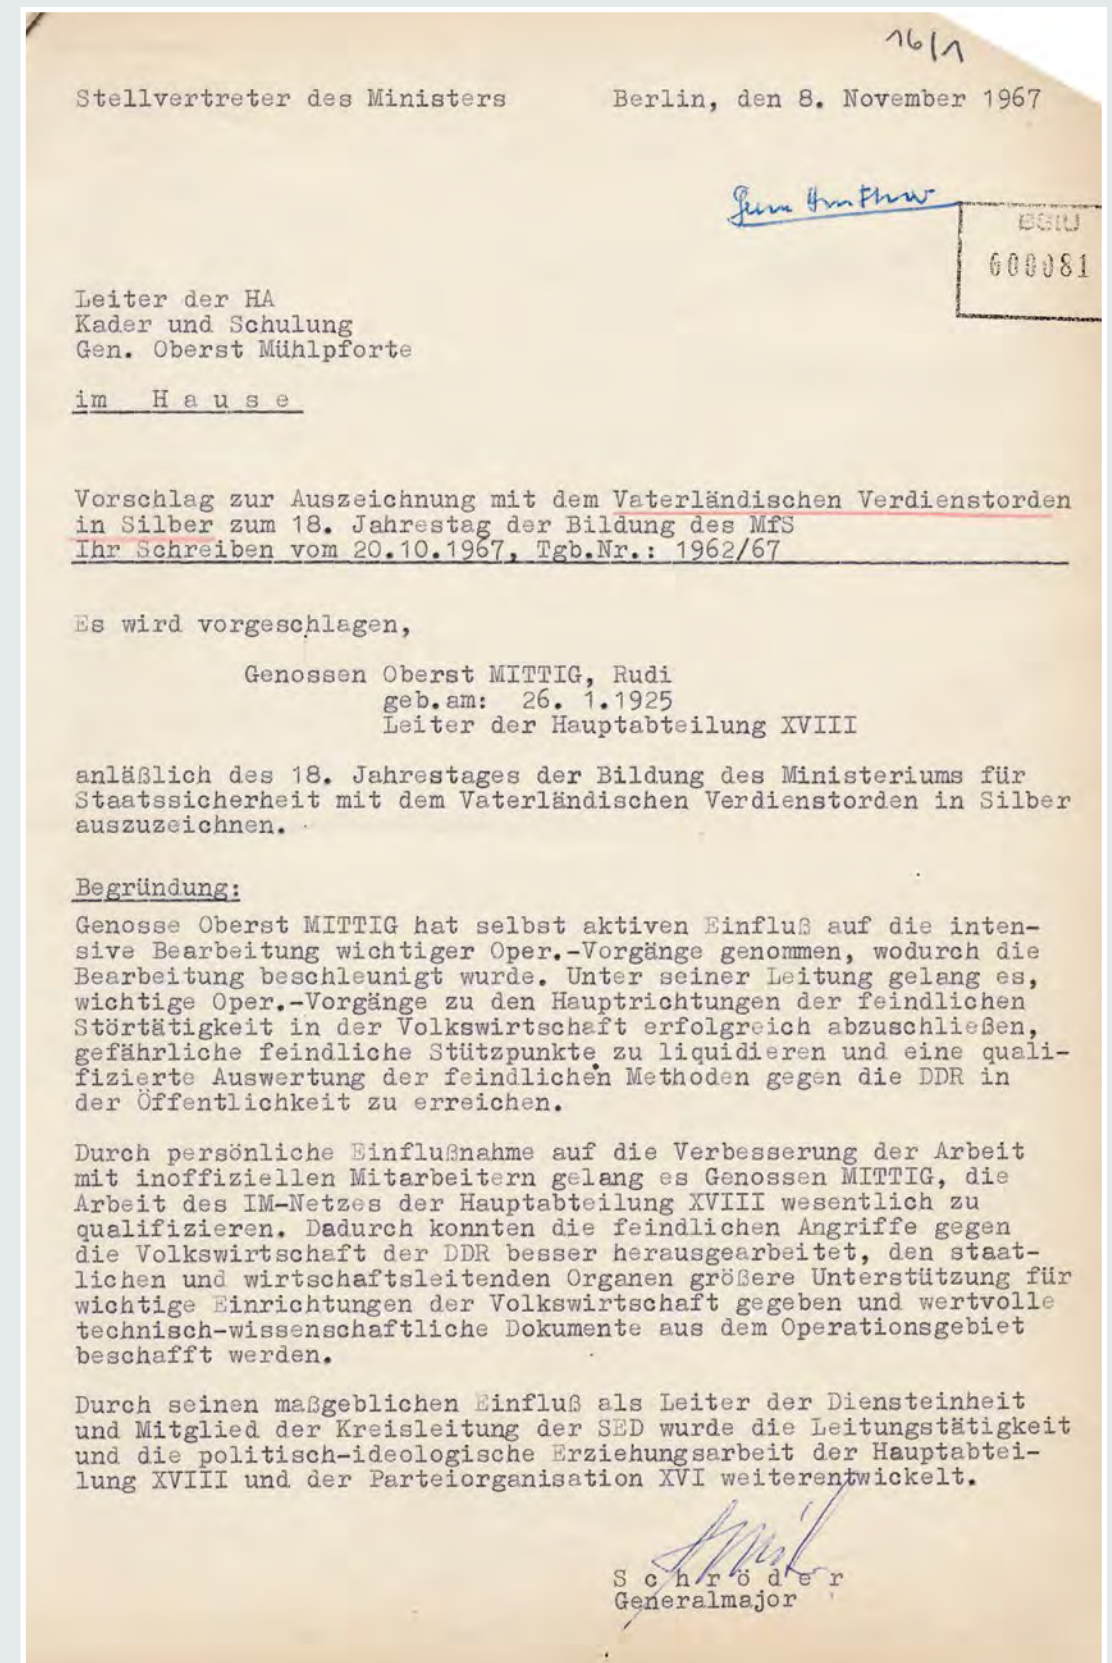 16/1
Stellvertreter des Ministers Berlin, den 8. November 1967
BStU
000081
Leiter der HA
Kader und Schulung
Gen. Oberst Mühlpforte
im H a u s e
Vorschlag zur Auszeichnung mit dem Vaterländischen Verdienstorden
in Silber zum 18. Jahrestag der Bildung des MfS
Ihr Schreiben vom 20.10.1967, Tgb.Nr.: 1962/67
Es wird vorgeschlagen,
Genossen Oberst MITTIG, Rudi
geb.am: 26. 1.1925
Leiter der Hauptabteilung XVIII
anläßlich des 18. Jahrestages der Bildung des Ministeriums für
Staatssicherheit mit dem Vaterländischen Verdienstorden in Silber
auszuzeichnen.
Begründung:
Genosse Oberst MITTIG hat selbst aktiven Einfluß auf die inten-
sive Bearbeitung wichtiger Oper.-Vorgänge genommen, wodurch die
Bearbeitung beschleunigt wurde. Unter seiner Leitung gelang es,
wichtige Oper.-Vorgänge zu den Hauptrichtungen der feindlichen
Störtätigkeit in der Volkswirtschaft erfolgreich abzuschließen,
gefährliche feindliche Stützpunkte zu liquidieren und eine quali-
fizierte Auswertung der feindlichen Methoden gegen die DDR in
der Öffentlichkeit zu erreichen.
Durch persönliche Einflußnahme auf die Verbesserung der Arbeit
mit inoffiziellen Mitarbeitern gelang es Genossen MITTIG, die
Arbeit des IM-Netzes der Hauptabteilung XVIII wesentlich zu
qualifizieren. Dadurch konnten die feindlichen Angriffe gegen
die Volkswirtschaft der DDR besser herausgearbeitet, den staat-
lichen und wirtschaftsleitenden Organen größere Unterstützung für
wichtige Einrichtungen der Volkswirtschaft gegeben und wertvolle
technisch-wissenschaftliche Dokumente aus dem Operationsgebiet
beschafft werden.
Durch seinen maßgeblichen Einfluß als Leiter der Diensteinheit
und Mitglied der Kreisleitung der SED wurde die Leitungstätigkeit
und die politisch-ideologische Erziehungsarbeit der Hauptabtei-
lung XVIII und der Parteiorganisation XVI weiterentwickelt.
S c h r ö d e r
Generalmajor